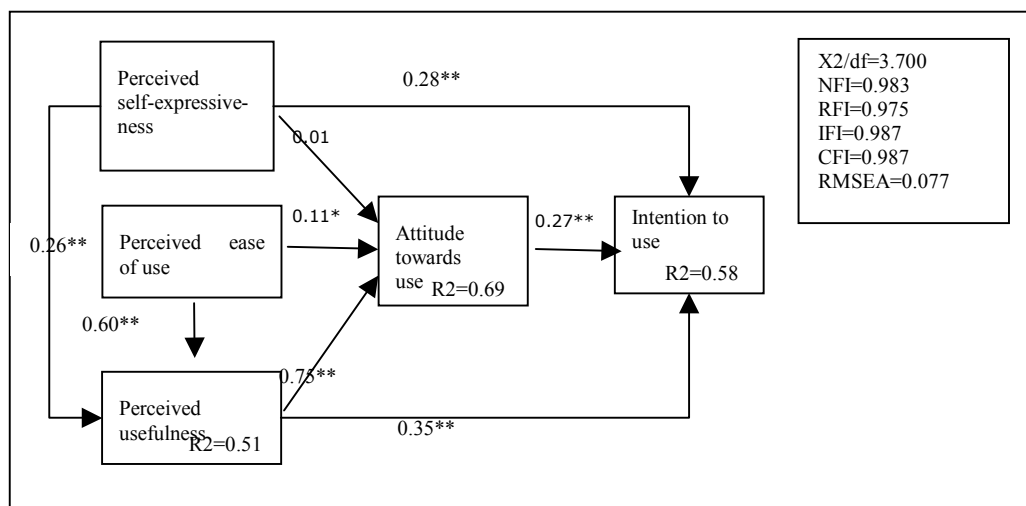 Perceived
self-expressive-
ness
0.28**
0.01
X2/df=3.700
NFI=0.983
RFI=0.975
IFI=0.987
CFI=0.987
RMSEA=0.077
0.26**
Perceived ease
of use
0.11*
Attitude
towards
use
R2=0.69
0.27**
Intention to
use
R2=0.58
0.60**
0.75**
Perceived
usefulness
R2=0.51
0.35**